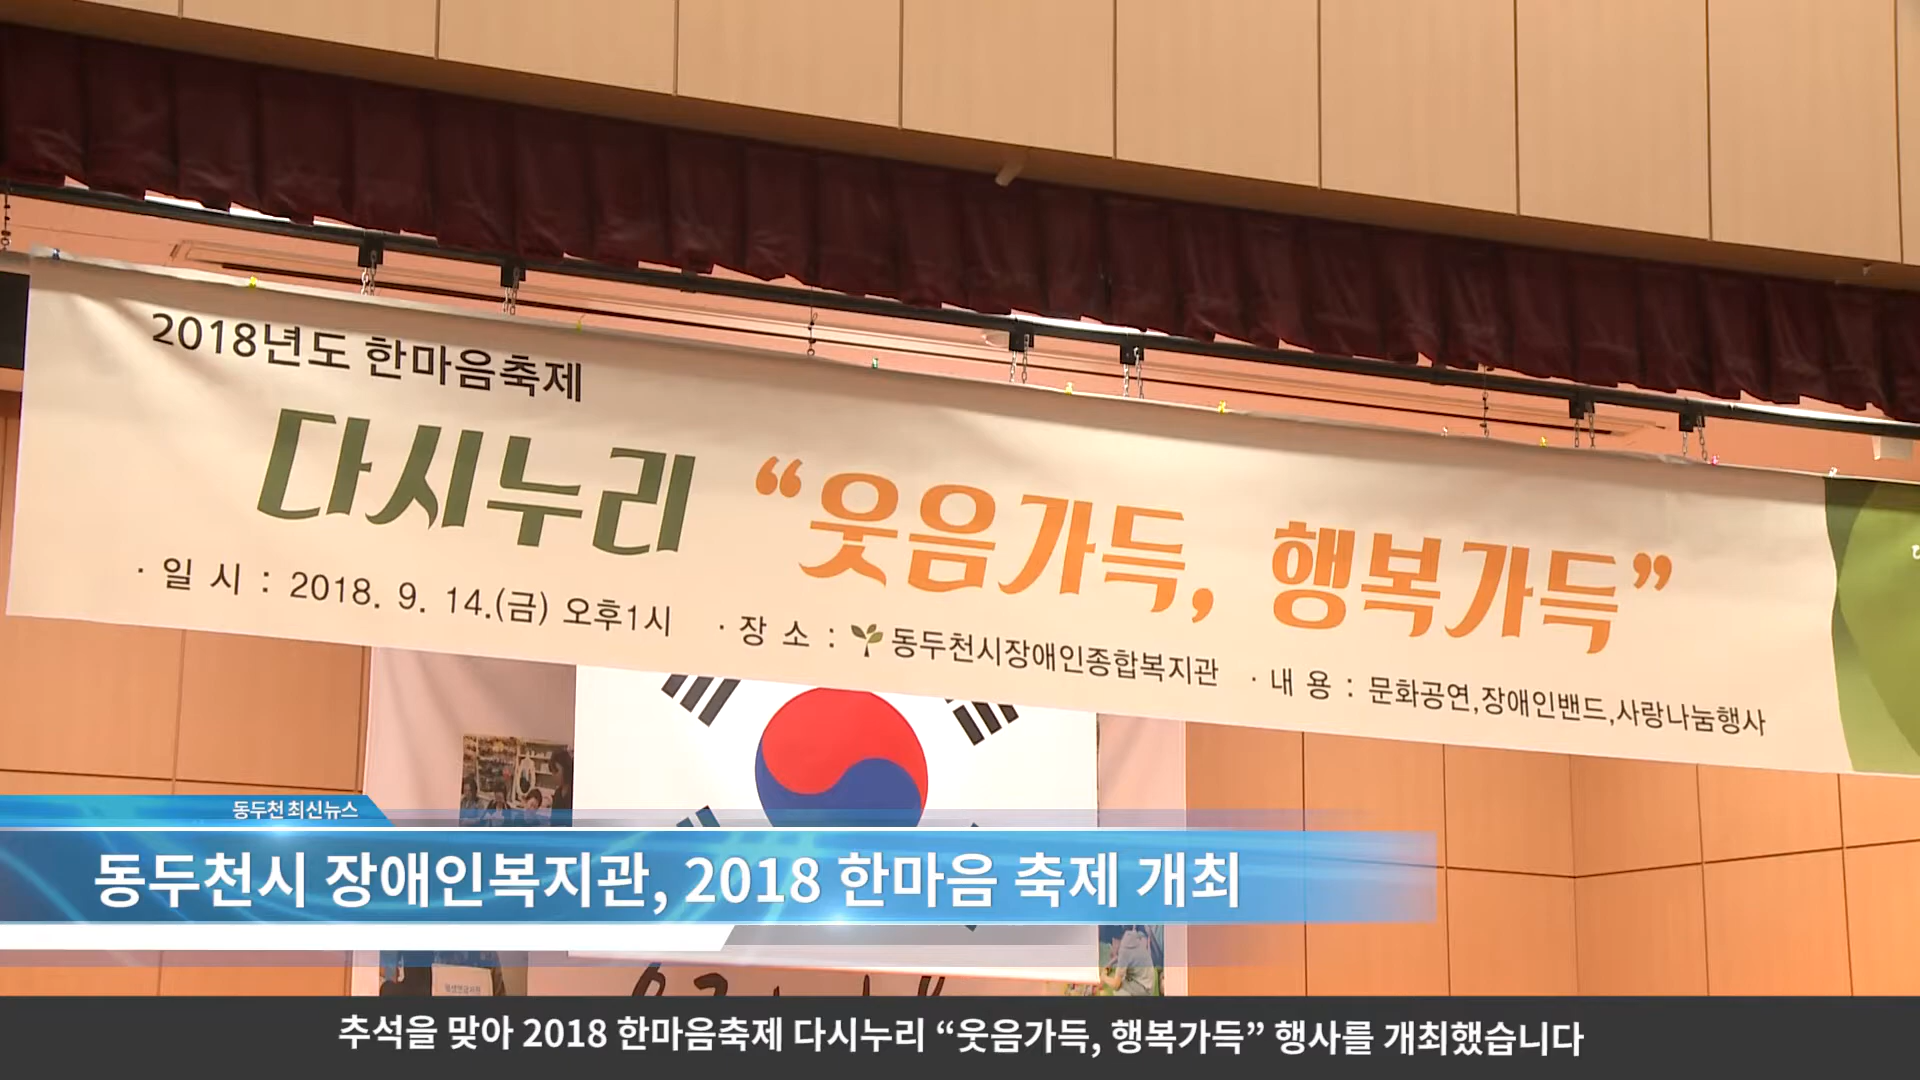 2018년도 한마음축제
다시누리 “웃음가득, 행복가득”
· 일 시 : 2018. 9. 14.(금) 오후1시 · 장 소 : 동두천시장애인종합복지관 · 내 용 : 문화공연,장애인밴드,사랑나눔행사
동두천 최신뉴스
동두천시 장애인복지관, 2018 한마음 축제 개최
추석을 맞아 2018 한마음축제 다시누리 “웃음가득, 행복가득” 행사를 개최했습니다